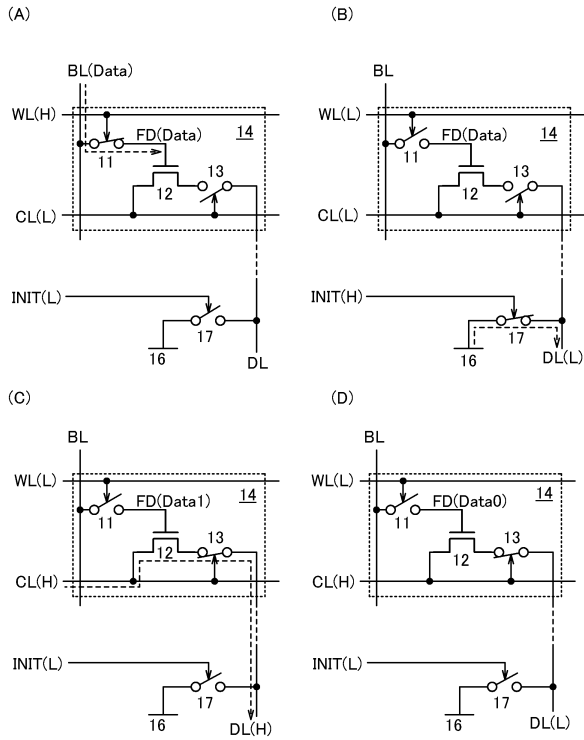 (A)
BL(Data)
WL(H)
FD(Data)
14
11
13
12
CL(L)
INIT(L)
17
16
DL
(B)
BL
WL(L)
FD(Data)
14
11
13
12
CL(L)
INIT(H)
17
16
DL(L)
(C)
BL
WL(L)
FD(Data1)
14
11
13
12
CL(H)
INIT(L)
17
16
DL(H)
(D)
BL
WL(L)
FD(Data0)
14
11
13
12
CL(H)
INIT(L)
17
16
DL(L)